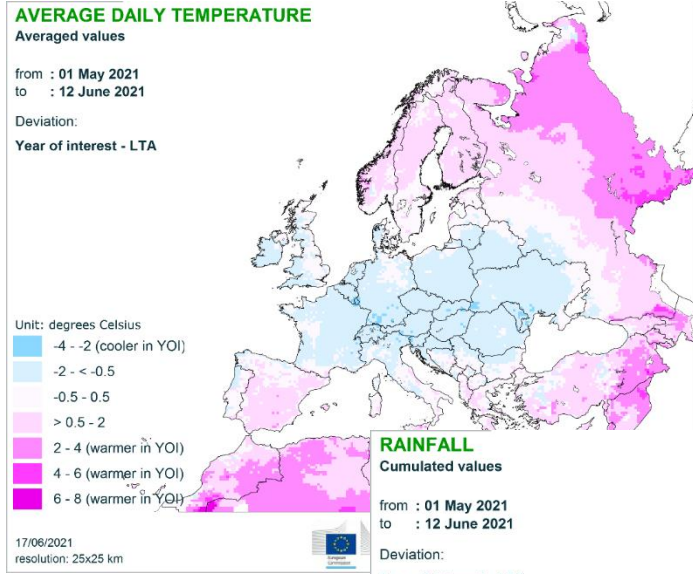 AVERAGE DAILY TEMPERATURE
Averaged values
from : 01 May 2021
to : 12 June 2021
Deviation:
Year of interest - LTA
Unit: degrees Celsius
-4 - -2 (cooler in YOI)
-2 - < -0.5
-0.5 - 0.5
> 0.5 - 2
2 - 4 (warmer in YOI)
4 - 6 (warmer in YOI)
6 - 8 (warmer in YOI)
17/06/2021
resolution: 25x25 km
European
Commission
RAINFALL
Cumulated values
from : 01 May 2021
to : 12 June 2021
Deviation: